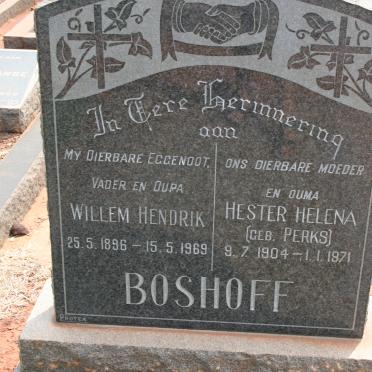 In Tere Herinnering
aan
My Dierbare Eggenoot,
Vader en Oupa
Willem Hendrik
25.5.1896 - 15.5.1969
ons dierbare moeder
en ouma
Hester Helena
(geb. Perks)
9.7.1904 - 1.1.1971
BOSHOFF
Protea